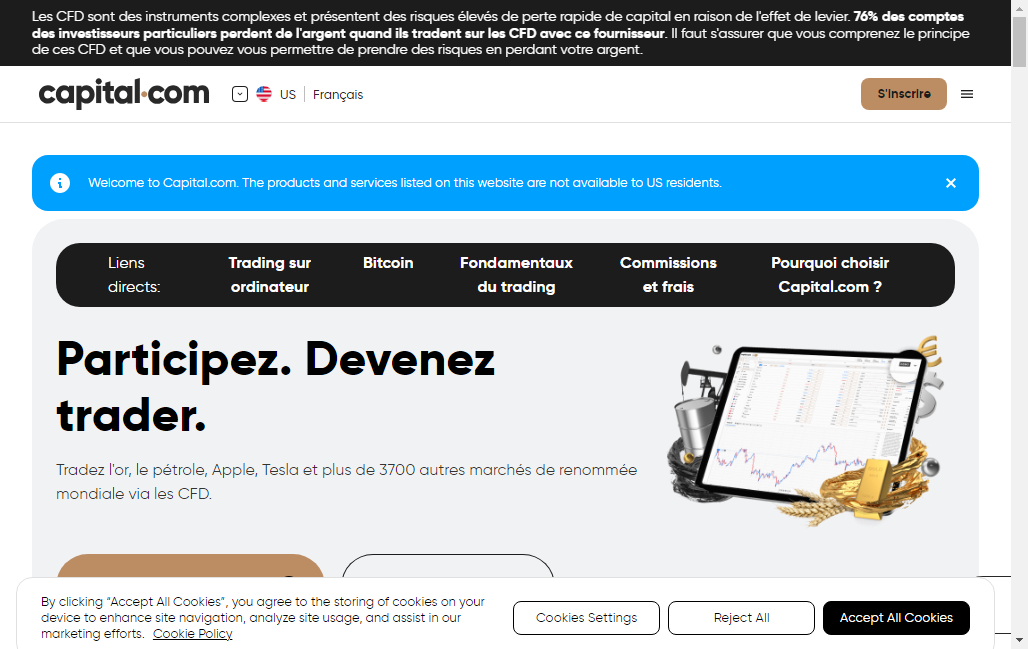 Les CFD sont des instruments complexes et présentent des risques élevés de perte rapide de capital en raison de l'effet de levier. 76% des comptes
des investisseurs particuliers perdent de l'argent quand ils tradent sur les CFD avec ce fournisseur. Il faut s'assurer que vous comprenez le principe
de ces CFD et que vous pouvez vous permettre de prendre des risques en perdant votre argent.
capital.com
US
Français
S'inscrire
Welcome to Capital.com. The products and services listed on this website are not available to US residents.
Liens
directs:
Trading sur
ordinateur
Bitcoin
Fondamentaux
du trading
Commissions
et frais
Pourquoi choisir
Capital.com ?
Participez. Devenez
trader.
Tradez l'or, le pétrole, Apple, Tesla et plus de 3700 autres marchés de renommée
mondiale via les CFD.
By clicking “Accept All Cookies”, you agree to the storing of cookies on your
device to enhance site navigation, analyze site usage, and assist in our
marketing efforts. Cookie Policy
Cookies Settings
Reject All
Accept All Cookies